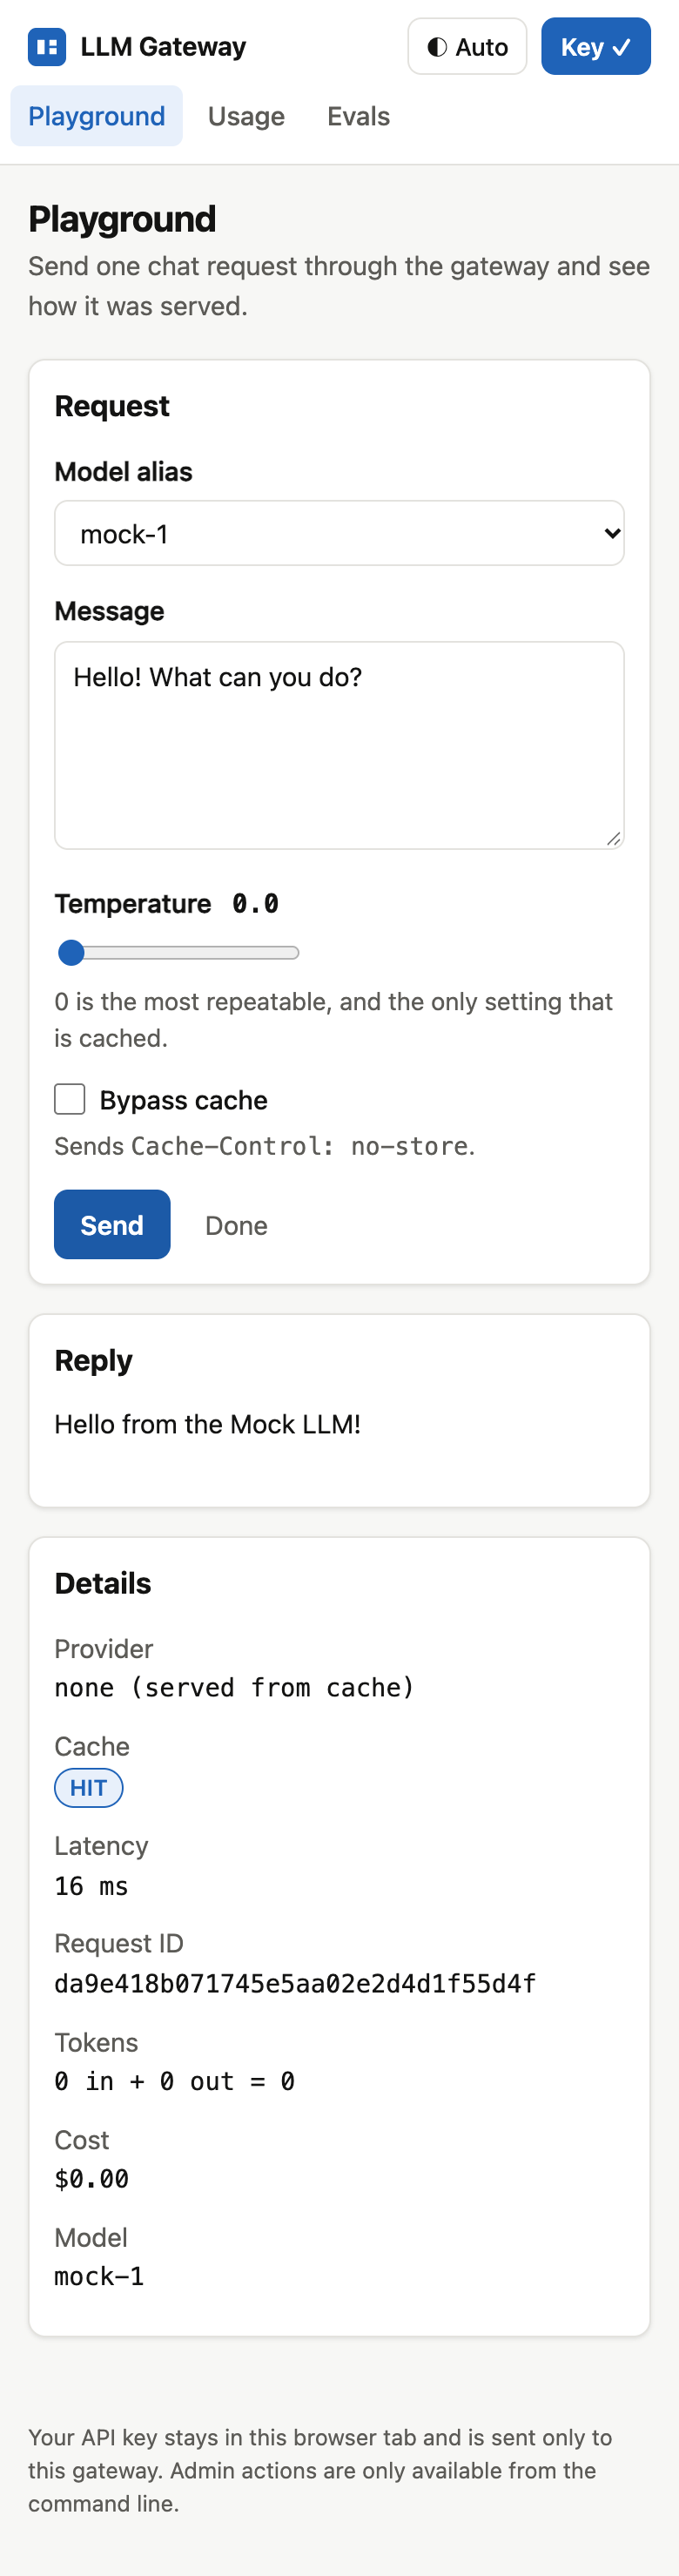 LLM Gateway
Auto
Key ✓
Playground
Usage
Evals
Playground
Send one chat request through the gateway and see
how it was served.
Request
Model alias
mock-1
Message
Hello! What can you do?
Temperature 0.0
0 is the most repeatable, and the only setting that
is cached.
Bypass cache
Sends Cache-Control: no-store.
Send
Done
Reply
Hello from the Mock LLM!
Details
Provider
none (served from cache)
Cache
HIT
Latency
16 ms
Request ID
da9e418b071745e5aa02e2d4d1f55d4f
Tokens
0 in + 0 out = 0
Cost
$0.00
Model
mock-1
Your API key stays in this browser tab and is sent only to
this gateway. Admin actions are only available from the
command line.